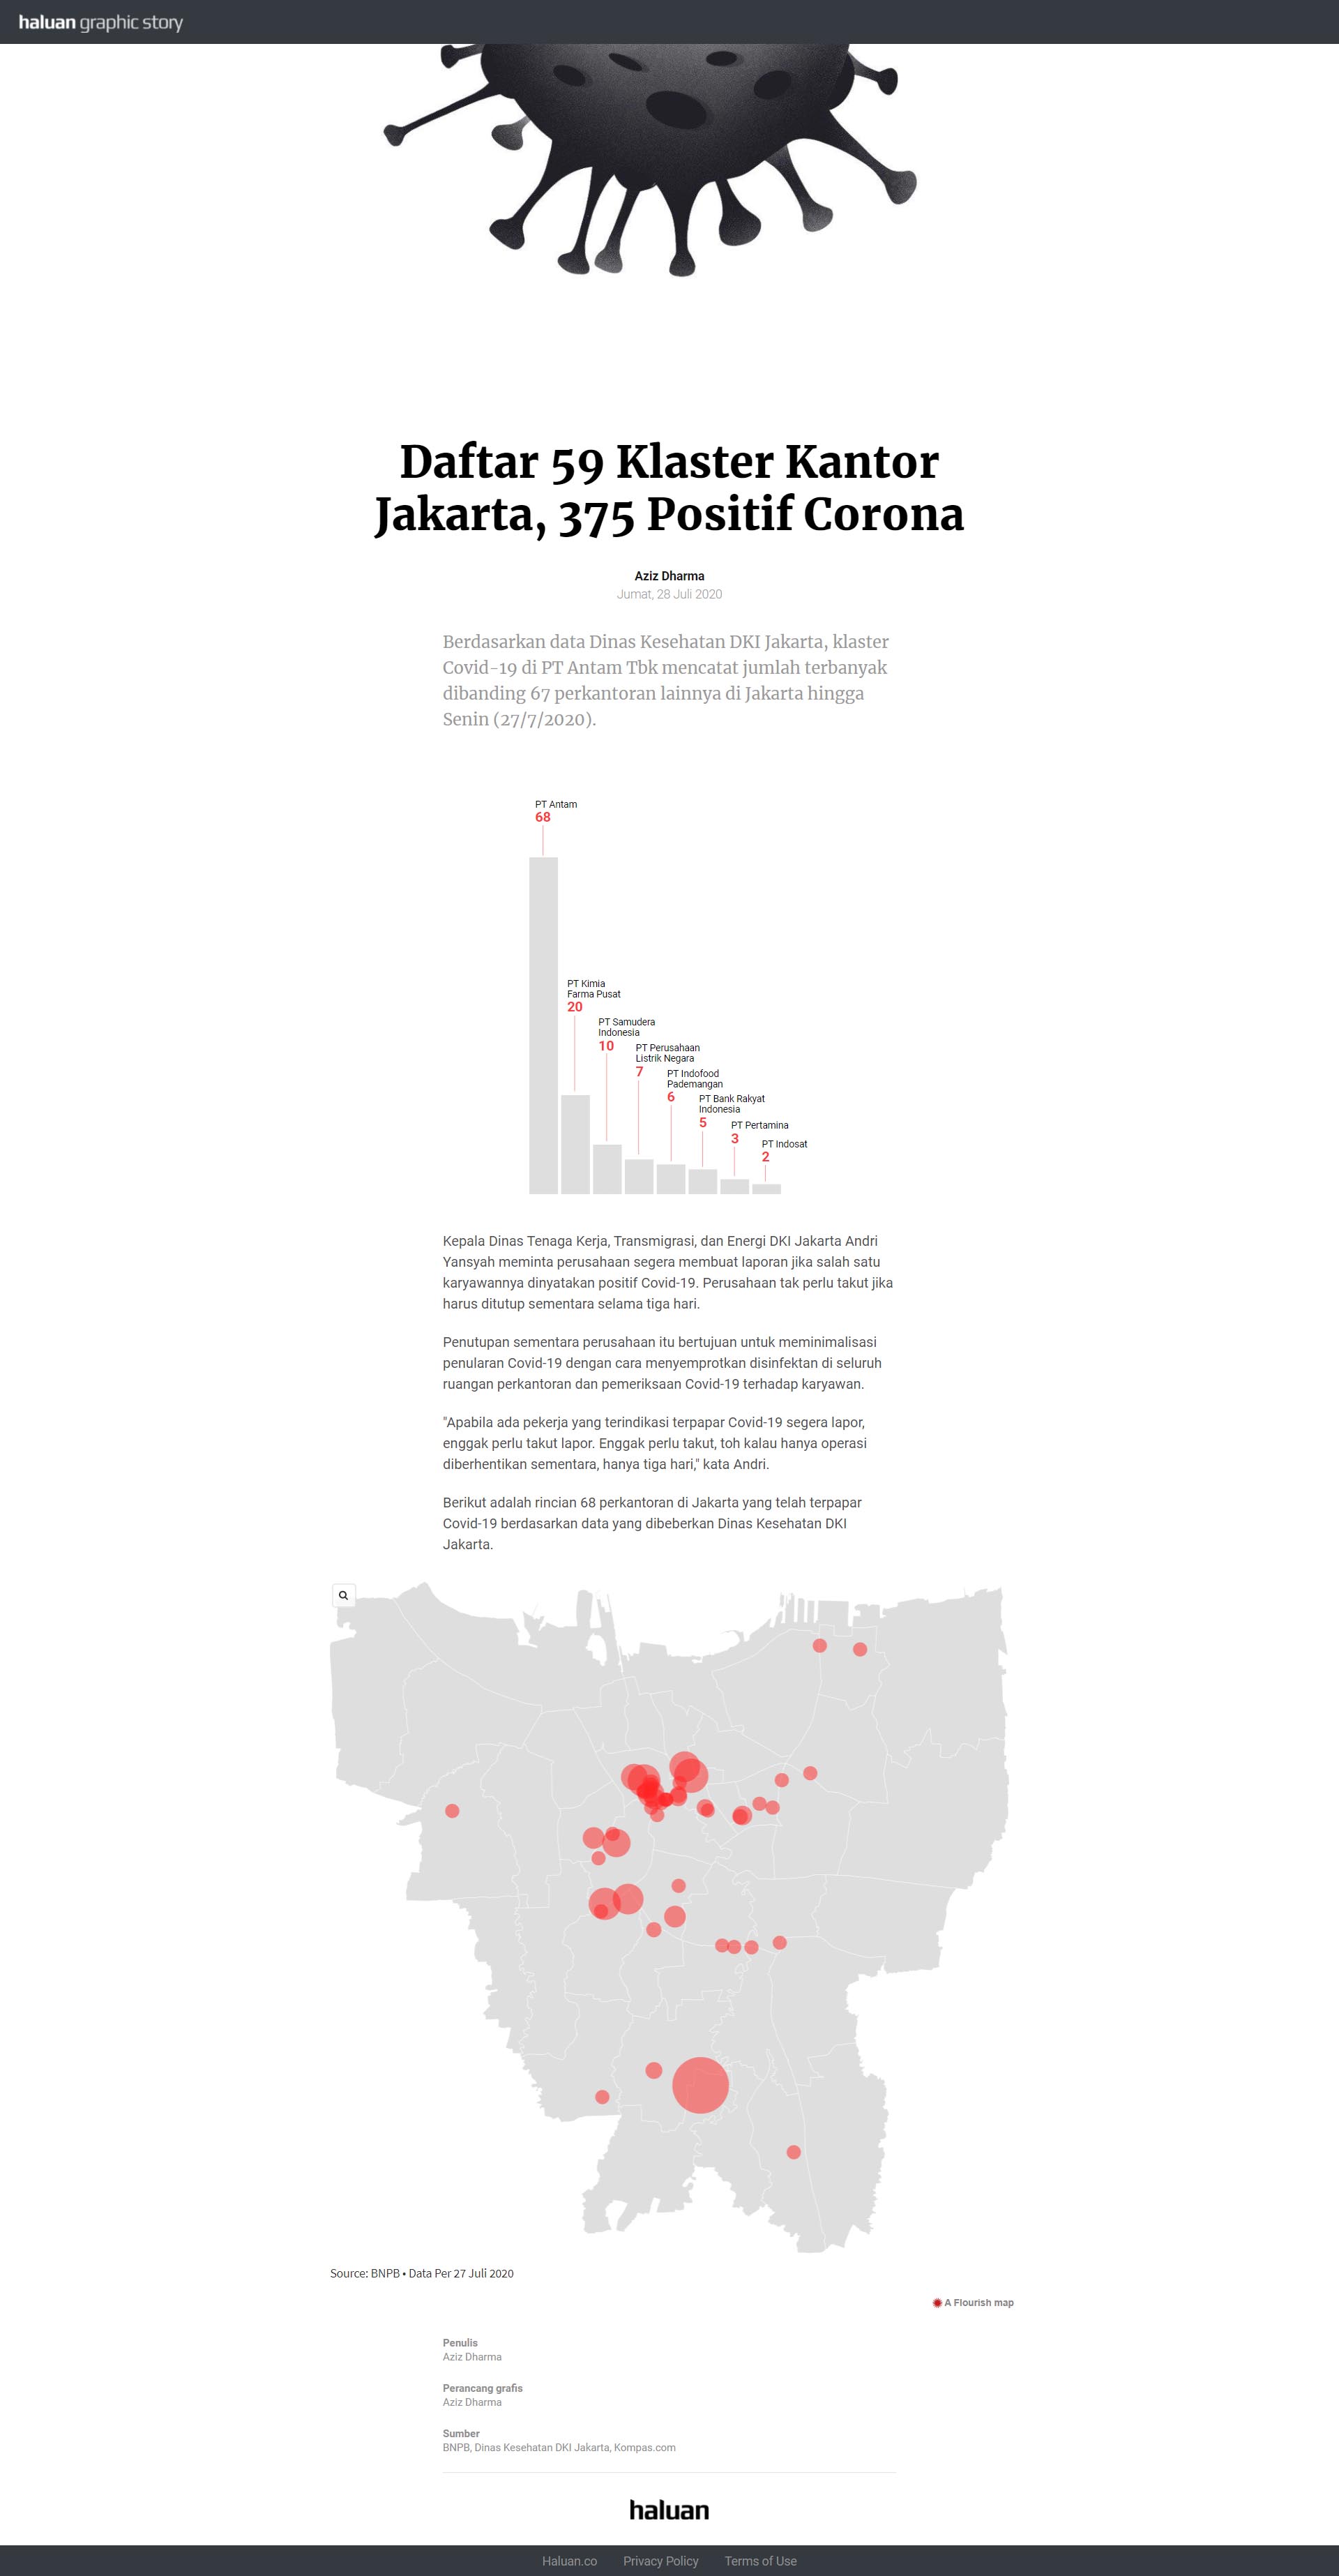 haluan graphic story
Daftar 59 Klaster Kantor
Jakarta, 375 Positif Corona
Aziz Dharma
Jumat, 28 Juli 2020
Berdasarkan data Dinas Kesehatan DKI Jakarta, klaster
Covid-19 di PT Antam Tbk mencatat jumlah terbanyak
dibanding 67 perkantoran lainnya di Jakarta hingga
Senin (27/7/2020).
PT Antam
68
PT Kimia
Farma Pusat
20
PT Samudera
Indonesia
10
PT Perusahaan
Listrik Negara
7
PT Indofood
Pademangan
6
PT Bank Rakyat
Indonesia
5
PT Pertamina
3
PT Indosat
2
Kepala Dinas Tenaga Kerja, Transmigrasi, dan Energi DKI Jakarta Andri
Yansyah meminta perusahaan segera membuat laporan jika salah satu
karyawannya dinyatakan positif Covid-19. Perusahaan tak perlu takut jika
harus ditutup sementara selama tiga hari.
Penutupan sementara perusahaan itu bertujuan untuk meminimalisasi
penularan Covid-19 dengan cara menyemprotkan disinfektan di seluruh
ruangan perkantoran dan pemeriksaan Covid-19 terhadap karyawan.
"Apabila ada pekerja yang terindikasi terpapar Covid-19 segera lapor,
enggak perlu takut lapor. Enggak perlu takut, toh kalau hanya operasi
diberhentikan sementara, hanya tiga hari," kata Andri.
Berikut adalah rincian 68 perkantoran di Jakarta yang telah terpapar
Covid-19 berdasarkan data yang dibeberkan Dinas Kesehatan DKI
Jakarta.
Source: BNPB • Data Per 27 Juli 2020
A Flourish map
Penulis
Aziz Dharma
Perancang grafis
Aziz Dharma
Sumber
BNPB, Dinas Kesehatan DKI Jakarta, Kompas.com
haluan
Haluan.co Privacy Policy Terms of Use